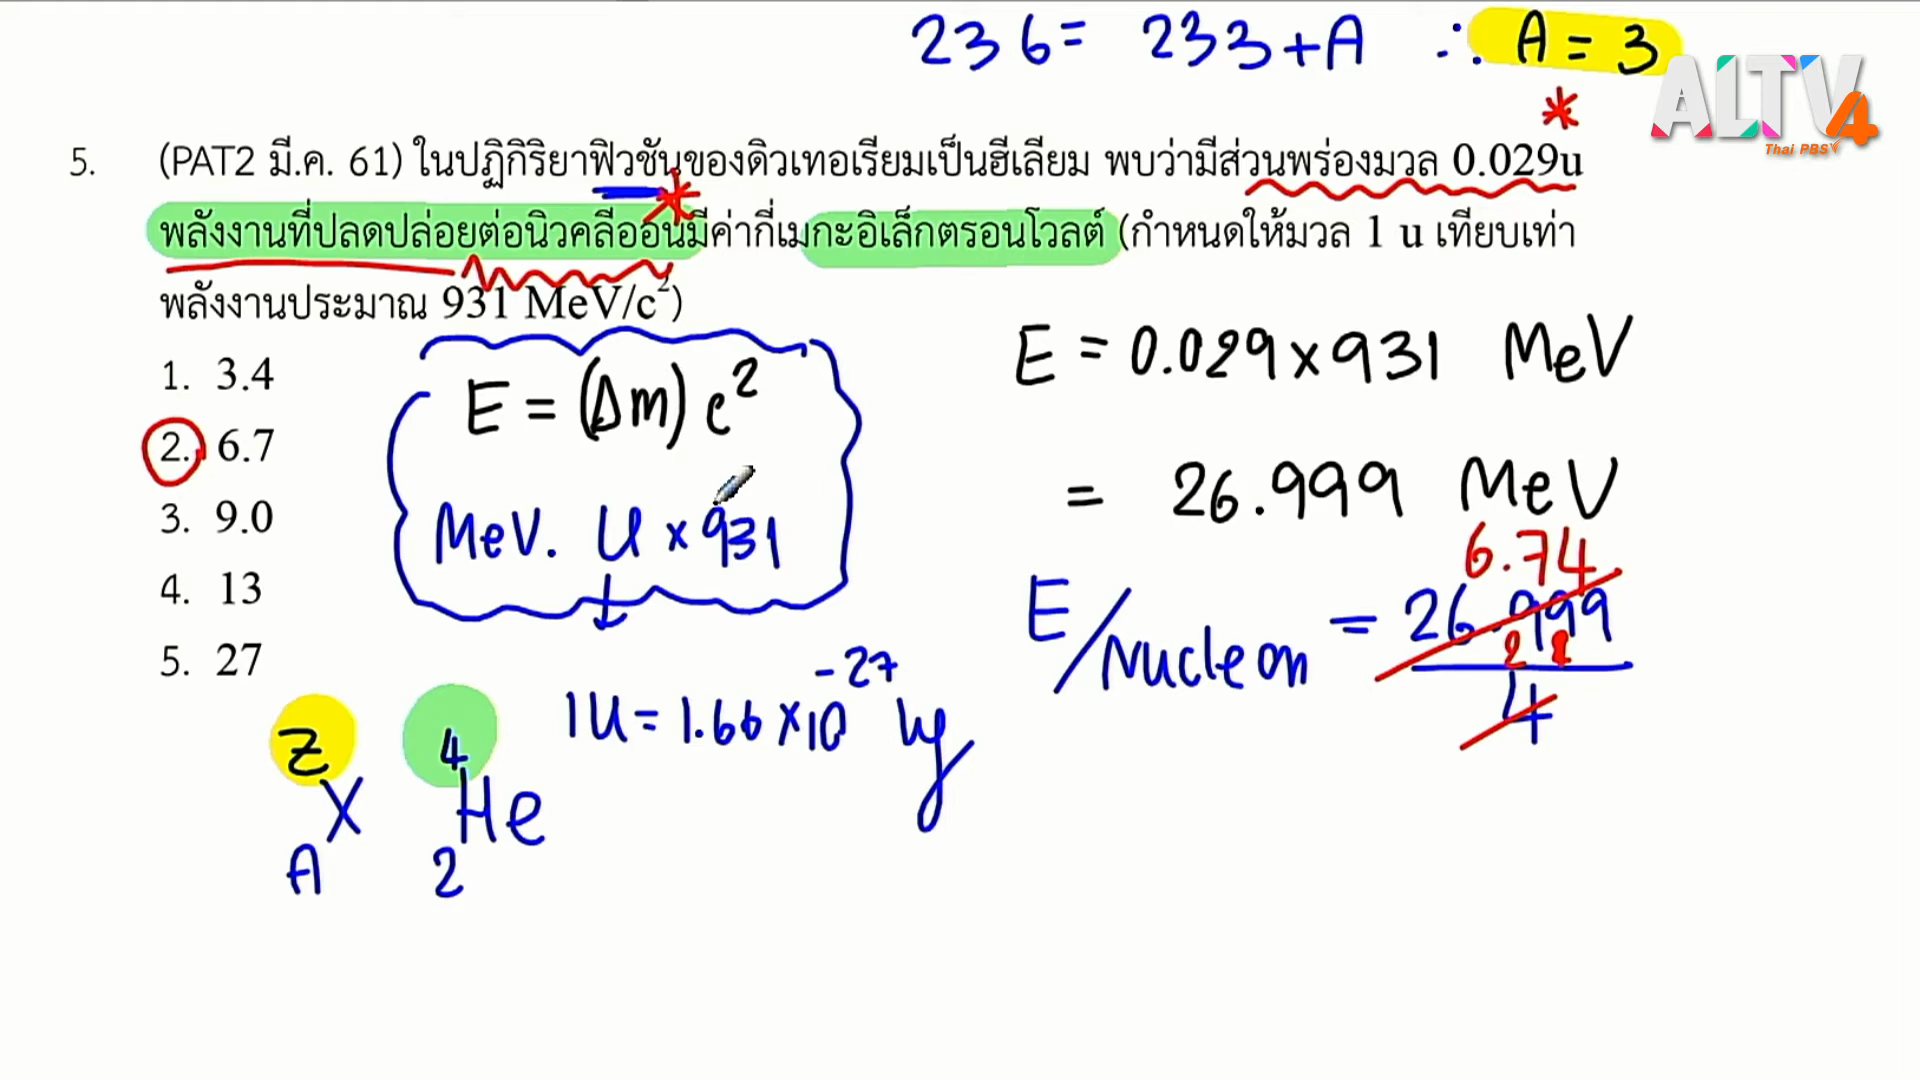 236 = 233 + A ∴ A = 3
ALTV4
Thai PBS
5. (PAT2 มี.ค. 61) ในปฏิกิริยาฟิวชันของดิวเทอเรียมเป็นฮีเลียม พบว่ามีส่วนพร่องมวล 0.029u
พลังงานที่ปลดปล่อยต่อนิวคลีออนมีค่ากี่เมกะอิเล็กตรอนโวลต์ (กำหนดให้มวล 1 u เทียบเท่า
พลังงานประมาณ 931 MeV/c²)
1. 3.4
2. 6.7
3. 9.0
4. 13
5. 27
E = (Δm) c²
MeV. U × 931
1U = 1.66 × 10⁻²⁷ kg
Z X A
4 He 2
E = 0.029 × 931 MeV
= 26.999 MeV
6.74
E/Nucleon = 26.999
2 2
4